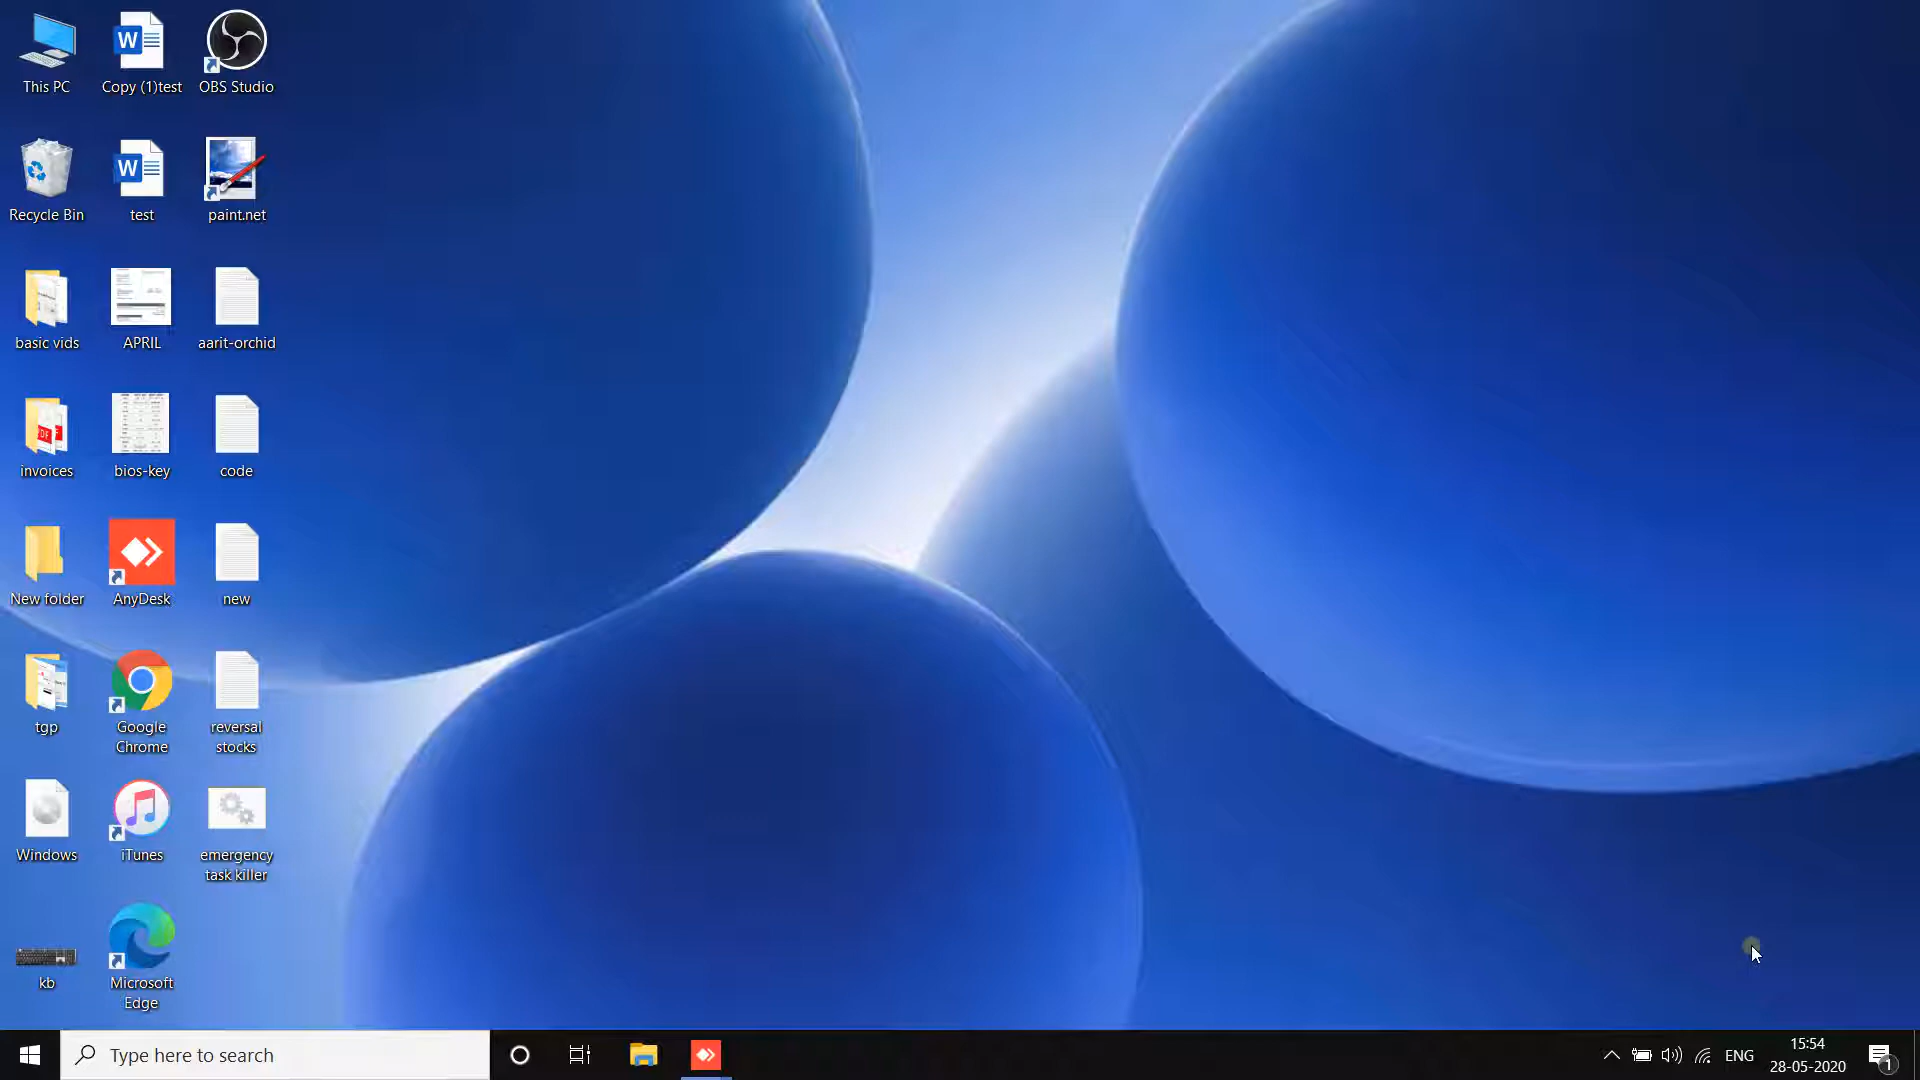 This PC
Copy (1)test
OBS Studio
Recycle Bin
test
paint.net
basic vids
APRIL
aarit-orchid
invoices
bios-key
code
New folder
AnyDesk
new
tgp
Google
Chrome
reversal
stocks
Windows
iTunes
emergency
task killer
kb
Microsoft
Edge
Type here to search
ENG
15:54
28-05-2020
1